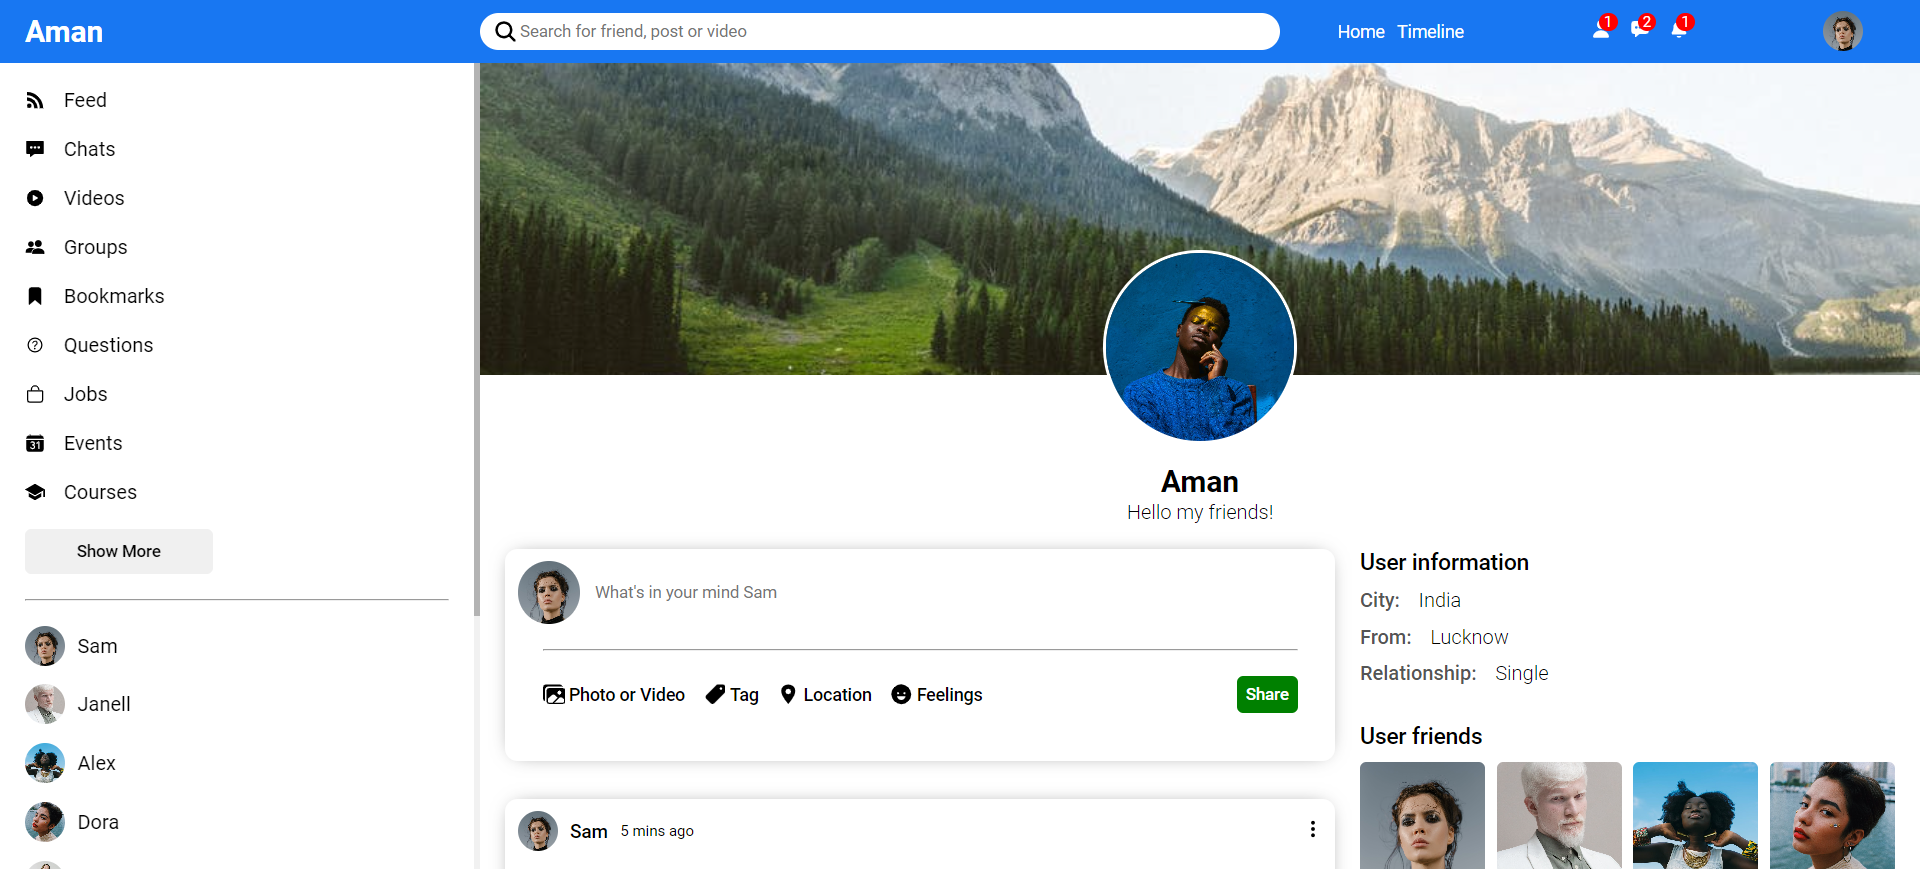 Aman
Search for friend, post or video
Home Timeline
1 2 1
Feed
Chats
Videos
Groups
Bookmarks
Questions
Jobs
31 Events
Courses
Show More
Sam
Janell
Alex
Dora
Aman
Hello my friends!
What's in your mind Sam
Photo or Video Tag Location Feelings Share
Sam 5 mins ago
User information
City: India
From: Lucknow
Relationship: Single
User friends